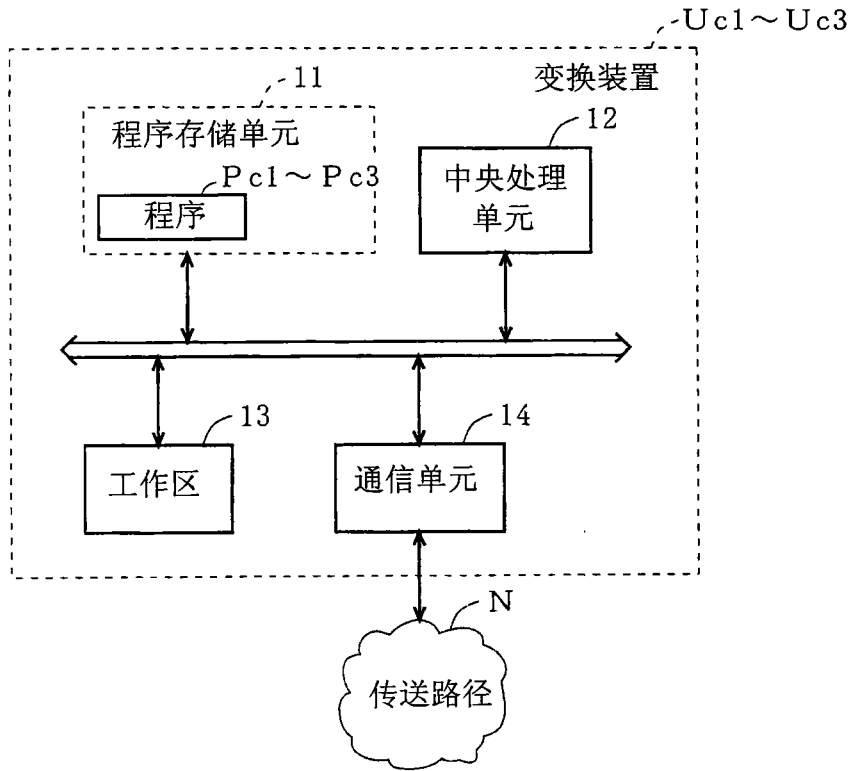 Uc1～Uc3
变换装置
11
程序存储单元
Pc1～Pc3
程序
12
中央处理
单元
13
工作区
14
通信单元
N
传送路径